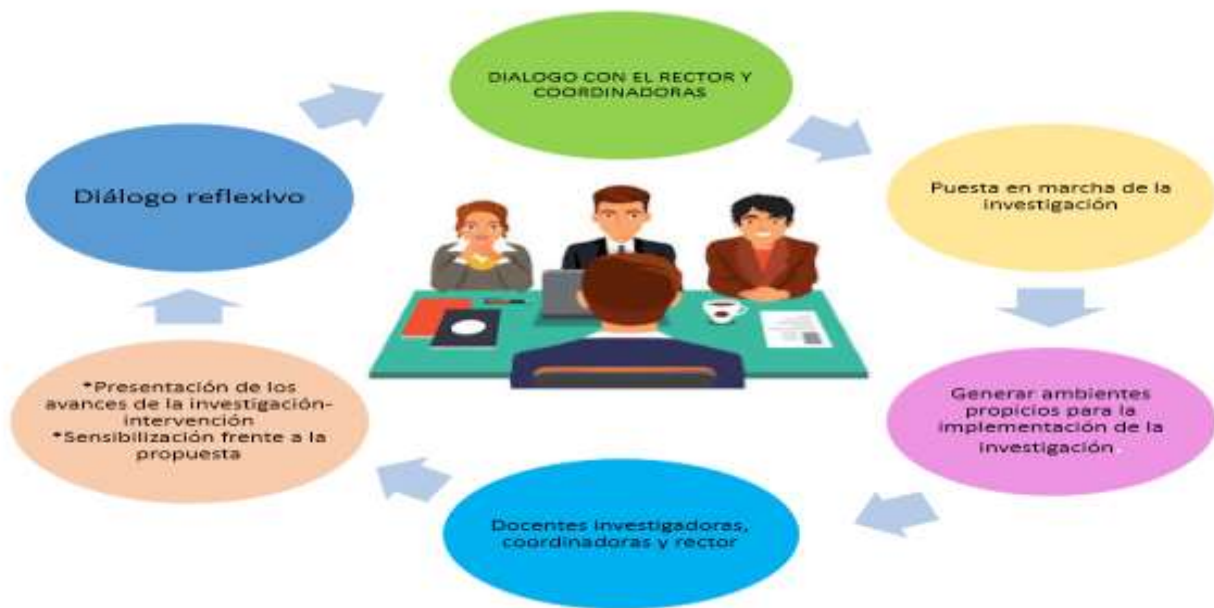 DIALOGO CON EL RECTOR Y
COORDINADORAS
Puesta en marcha de la
investigación
Generar ambientes
propicios para la
implementación de la
investigación.
Docentes investigadoras,
coordinadoras y rector
*Presentación de los
avances de la investigación-
intervención
*Sensibilización frente a la
propuesta
Diálogo reflexivo